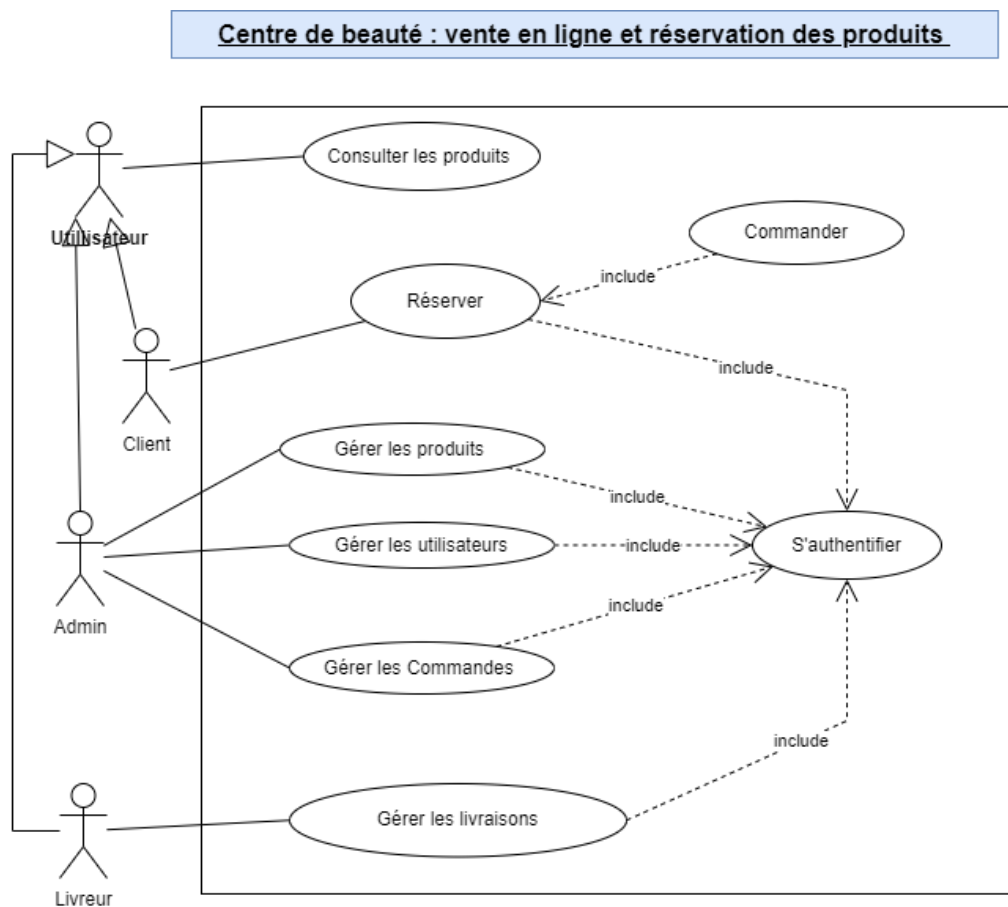 Centre de beauté : vente en ligne et réservation des produits
Consulter les produits
Utillisateur
Commander
include
Réserver
include
Client
Gérer les produits
include
Gérer les utilisateurs
include
S'authentifier
include
Admin
Gérer les Commandes
include
Gérer les livraisons
Livreur